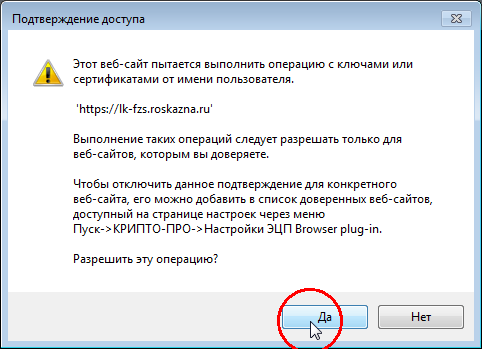 Подтверждение доступа
Этот веб-сайт пытается выполнить операцию с ключами или
сертификатами от имени пользователя.
'https://lk-fzs.roskazna.ru'
Выполнение таких операций следует разрешать только для
веб-сайтов, которым вы доверяете.
Чтобы отключить данное подтверждение для конкретного
веб-сайта, его можно добавить в список доверенных веб-сайтов,
доступный на странице настроек через меню
Пуск->КРИПТО-ПРО->Настройки ЭЦП Browser plug-in.
Разрешить эту операцию?
Да
Нет